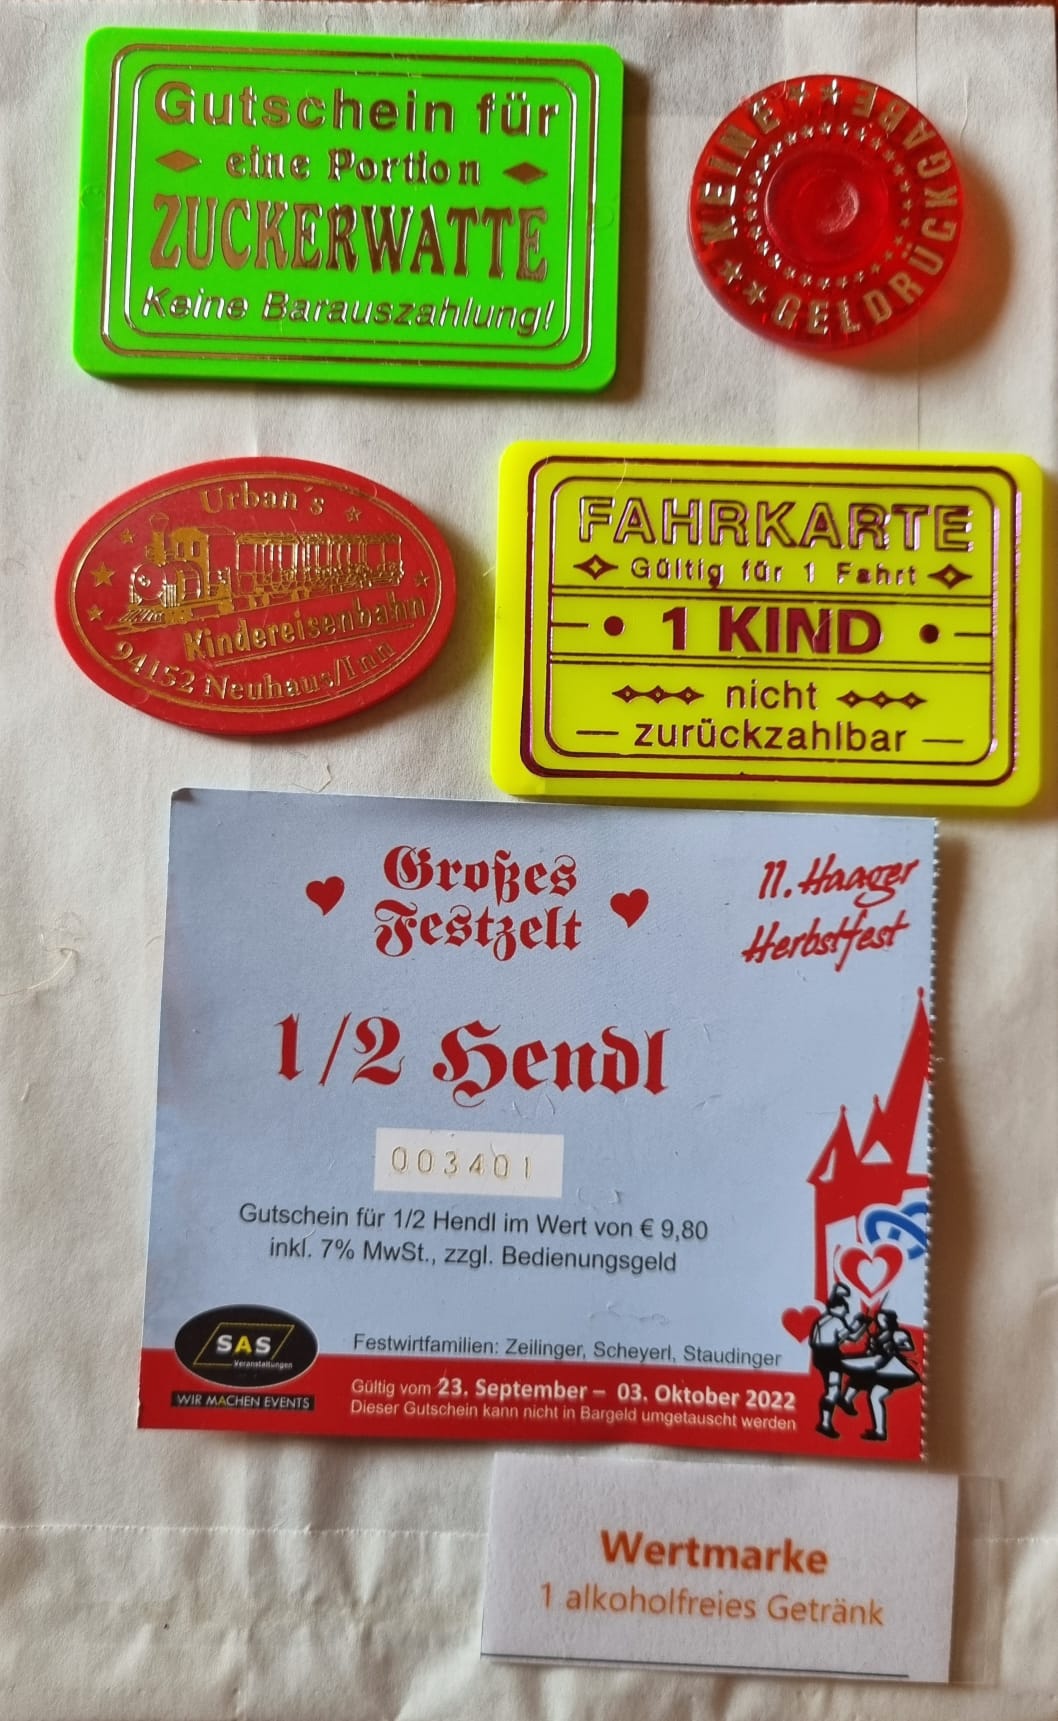 Gutschein für
eine Portion
ZUCKERWATTE
Keine Barauszahlung!
KEINE
GELDRÜCKGABE
Urban´s
Kindereisenbahn
94152 Neuhaus/Inn
FAHRKARTE
Gültig für 1 Fahrt
1 KIND
nicht
zurückzahlbar
Großes
Festzelt
11. Haager
Herbstfest
1/2 Hendl
003401
Gutschein für 1/2 Hendl im Wert von € 9,80
inkl. 7% MwSt., zzgl. Bedienungsgeld
SAS
Veranstaltungen
WIR MACHEN EVENTS
Festwirtfamilien: Zeilinger, Scheyerl, Staudinger
Gültig vom 23. September – 03. Oktober 2022
Dieser Gutschein kann nicht in Bargeld umgetauscht werden
Wertmarke
1 alkoholfreies Getränk